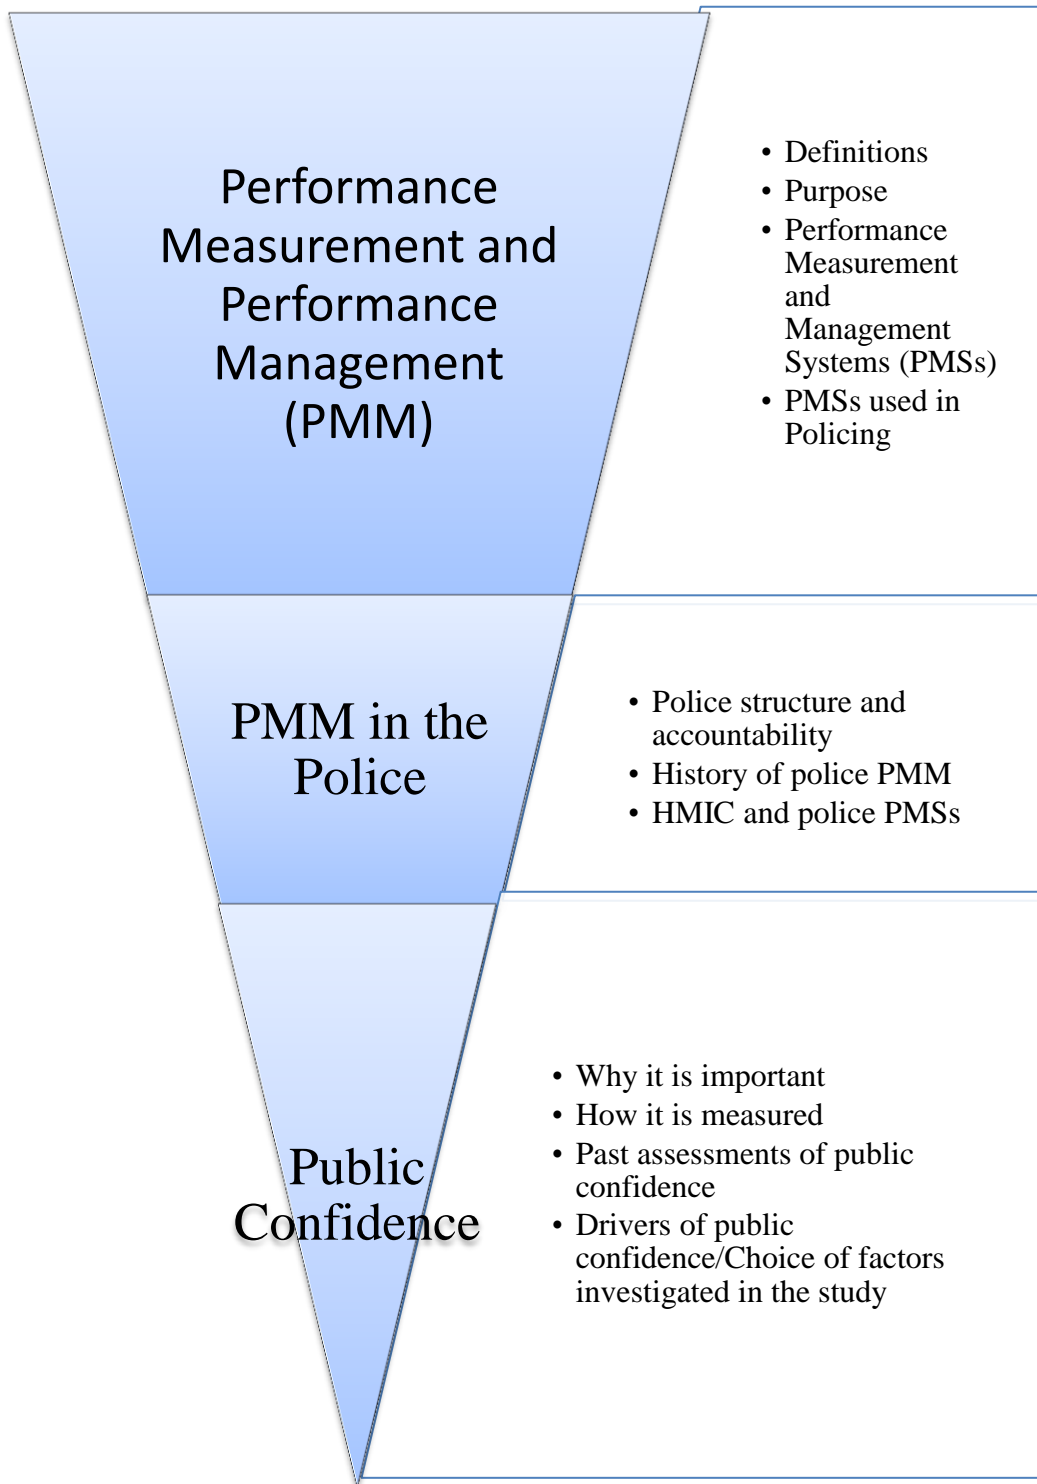 Performance
Measurement and
Performance
Management
(PMM)
• Definitions
• Purpose
• Performance
Measurement
and
Management
Systems (PMSs)
• PMSs used in
Policing
PMM in the
Police
• Police structure and
accountability
• History of police PMM
• HMIC and police PMSs
Public
Confidence
• Why it is important
• How it is measured
• Past assessments of public
confidence
• Drivers of public
confidence/Choice of factors
investigated in the study